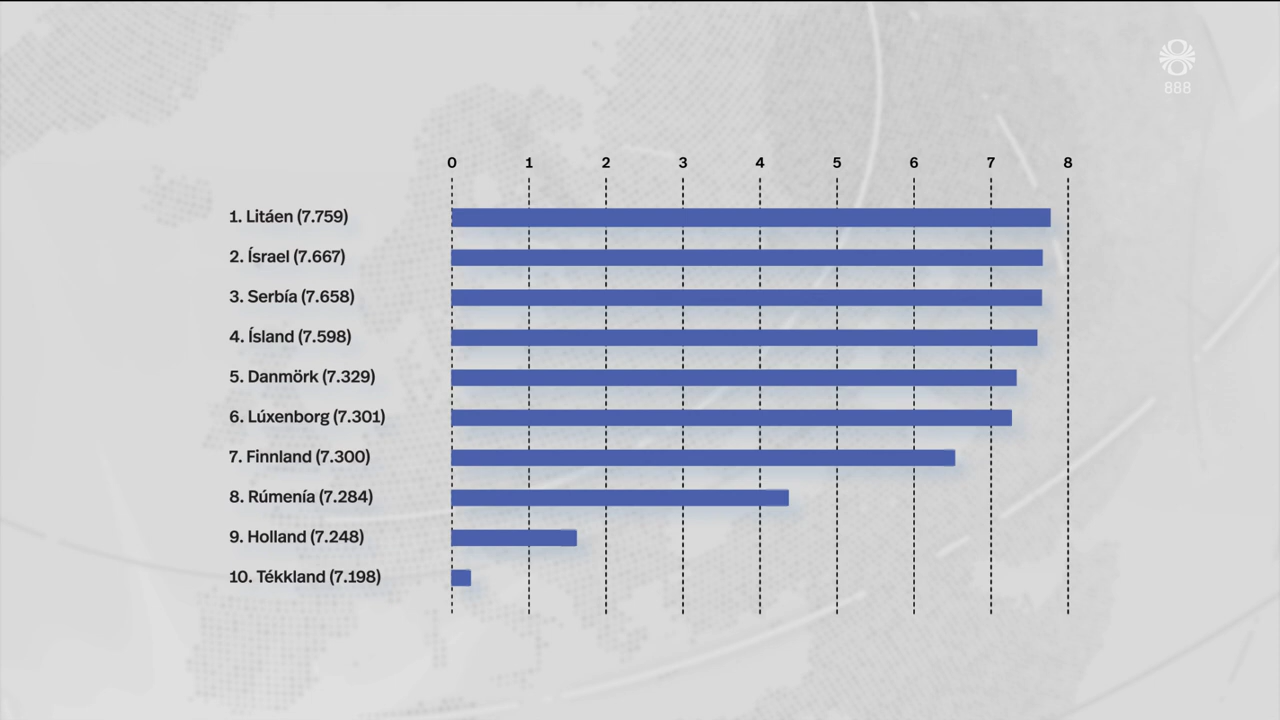 888
0 1 2 3 4 5 6 7 8
1. Litáen (7.759)
2. Ísrael (7.667)
3. Serbía (7.658)
4. Ísland (7.598)
5. Danmörk (7.329)
6. Lúxenborg (7.301)
7. Finnland (7.300)
8. Rúmenía (7.284)
9. Holland (7.248)
10. Tékkland (7.198)